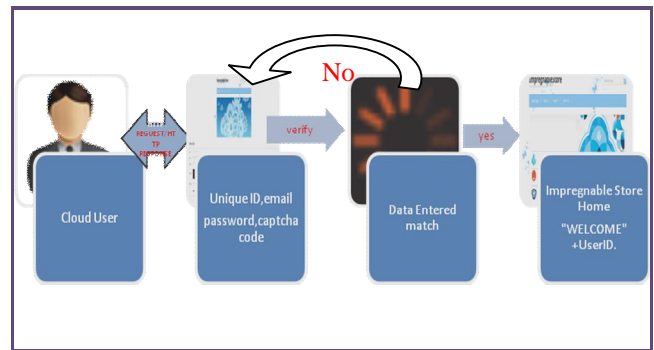 No
impregnablestore
REQUEST/HT
TP
RESPONSE
verify
yes
Cloud User
Unique ID,email
password,captcha
code
Data Entered
match
Impregnable Store
Home
"WELCOME"
+UserID.